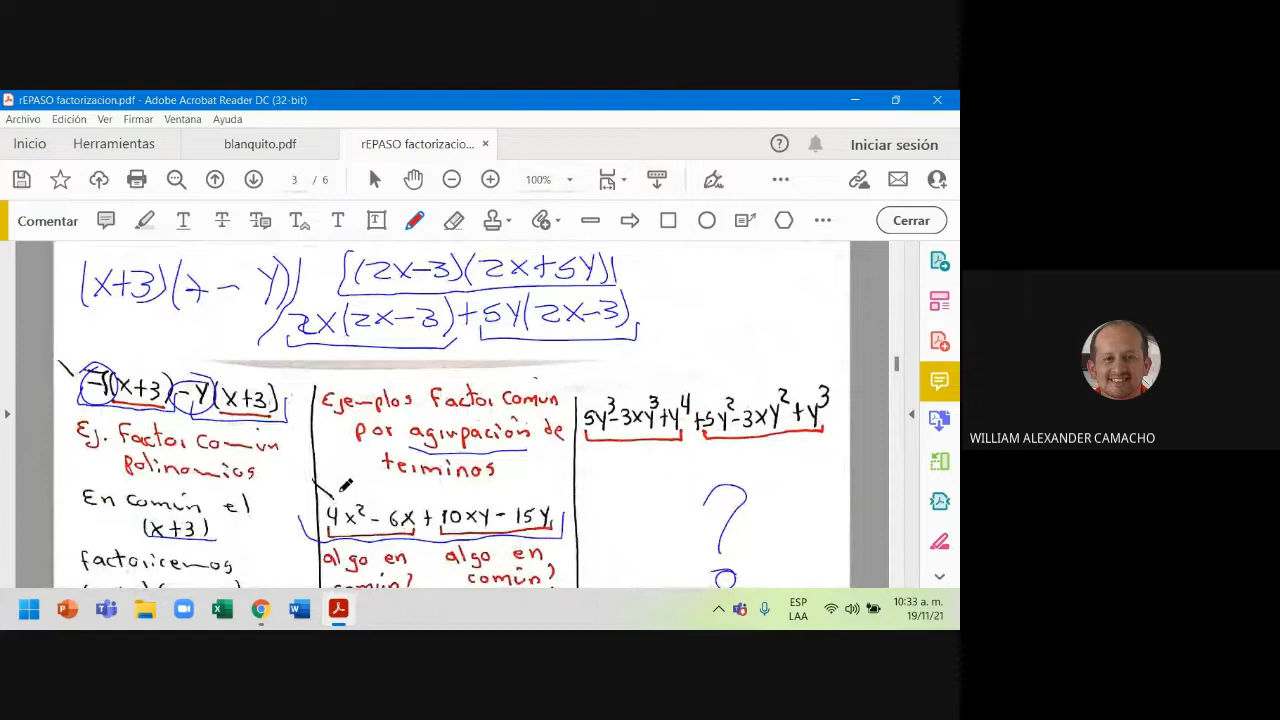 rEPASO factorizacion.pdf - Adobe Acrobat Reader DC (32-bit)
Archivo Edición Ver Firmar Ventana Ayuda
Inicio Herramientas blanquito.pdf rEPASO factorizacio... × Iniciar sesión
3 / 6 100%
Comentar Cerrar
(x+3)(7-y) (2x-3)(2x+5y)
2x(2x-3)+5y(2x-3)
7(x+3)-y(x+3)
Ej. Factor Común
polinomios
En común el
(x+3)
factoricemos
Ejemplos Factor Común
por agrupación de
terminos
4x²-6x+10xy-15y
algo en algo en
común? común?
5y³-3xy³+y⁴+5y²-3xy²+y³
?
WILLIAM ALEXANDER CAMACHO
ESP
LAA
10:33 a. m.
19/11/21